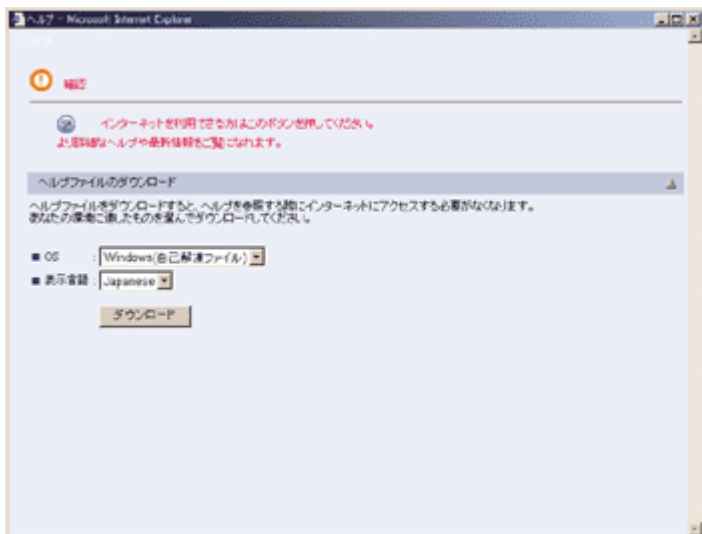 ヘルプ - Microsoft Internet Explorer
ヘルプ
確認
インターネットを利用できる方はこのボタンを押してください。
より詳細なヘルプや最新情報をご覧になれます。
ヘルプファイルのダウンロード
ヘルプファイルをダウンロードすると、ヘルプを参照する際にインターネットにアクセスする必要がなくなります。
あなたの環境に適したものを選んでダウンロードしてください。
■ OS : Windows(自己解凍ファイル)
■ 表示言語 : Japanese
ダウンロード